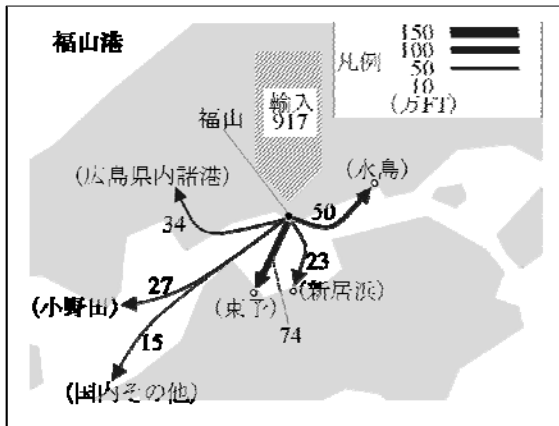 福山港
150
100
凡例 50
10
(万FT)
輸入
917
福山
(水島)
(広島県内諸港)
50
34
23
27
(小野田)
(東予)
(新居浜)
15
74
(国内その他)